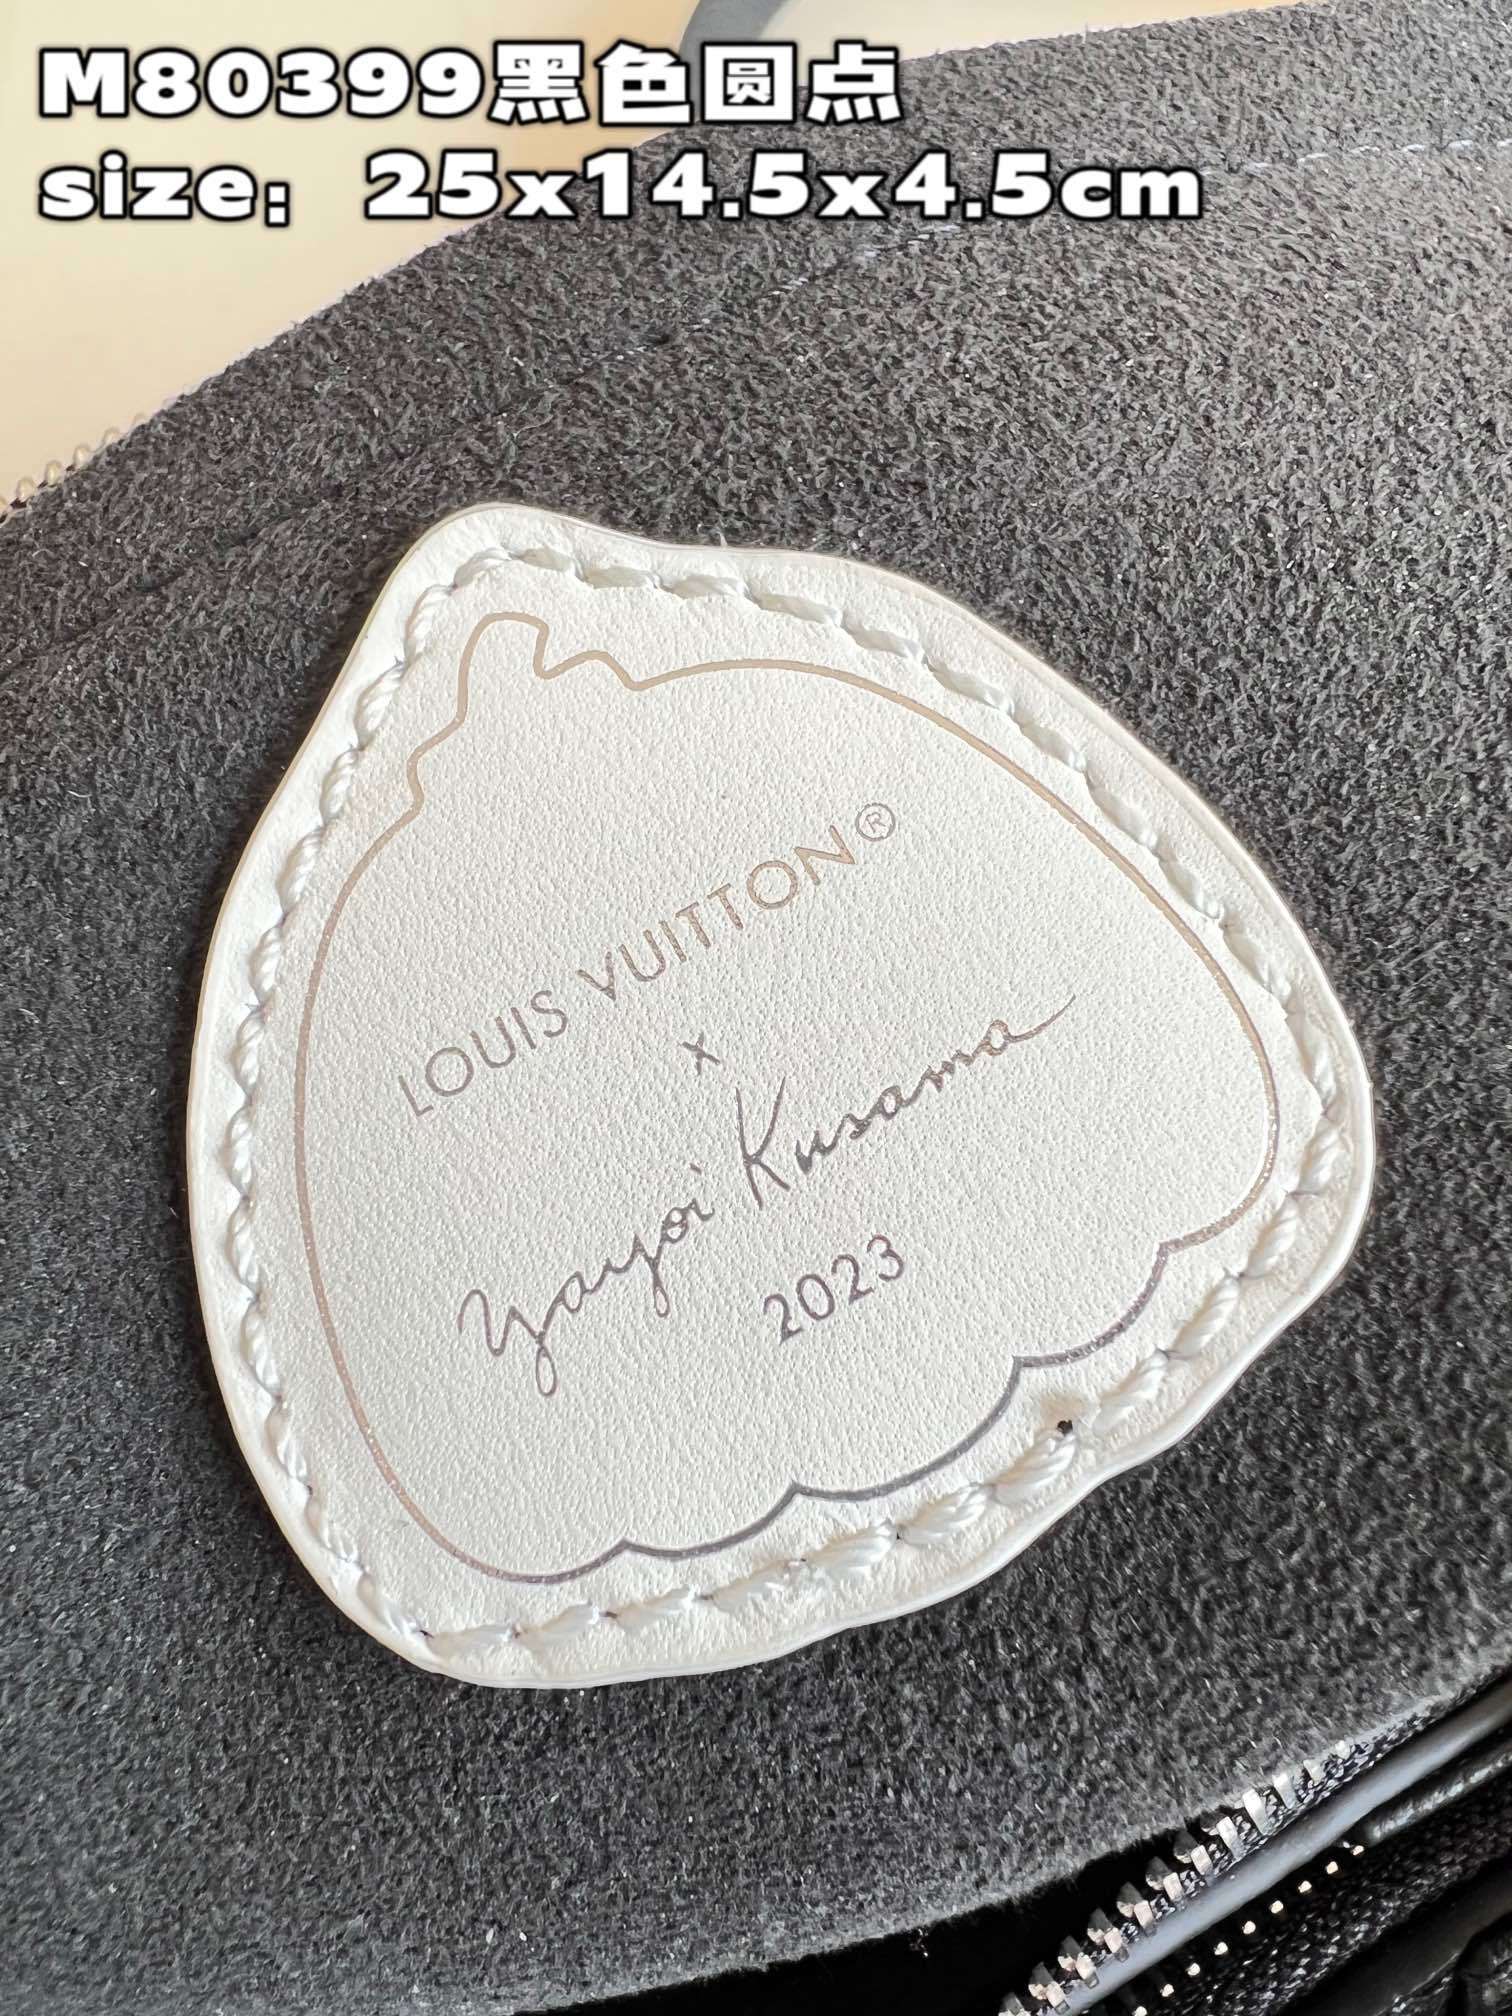 M80399黑色圆点
size：25x14.5x4.5cm
LOUIS VUITTON®
x
Yayoi Kusama
2023